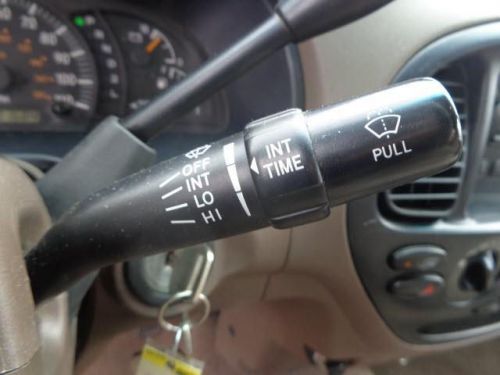 OFF
INT
LO
HI
INT
TIME
PULL